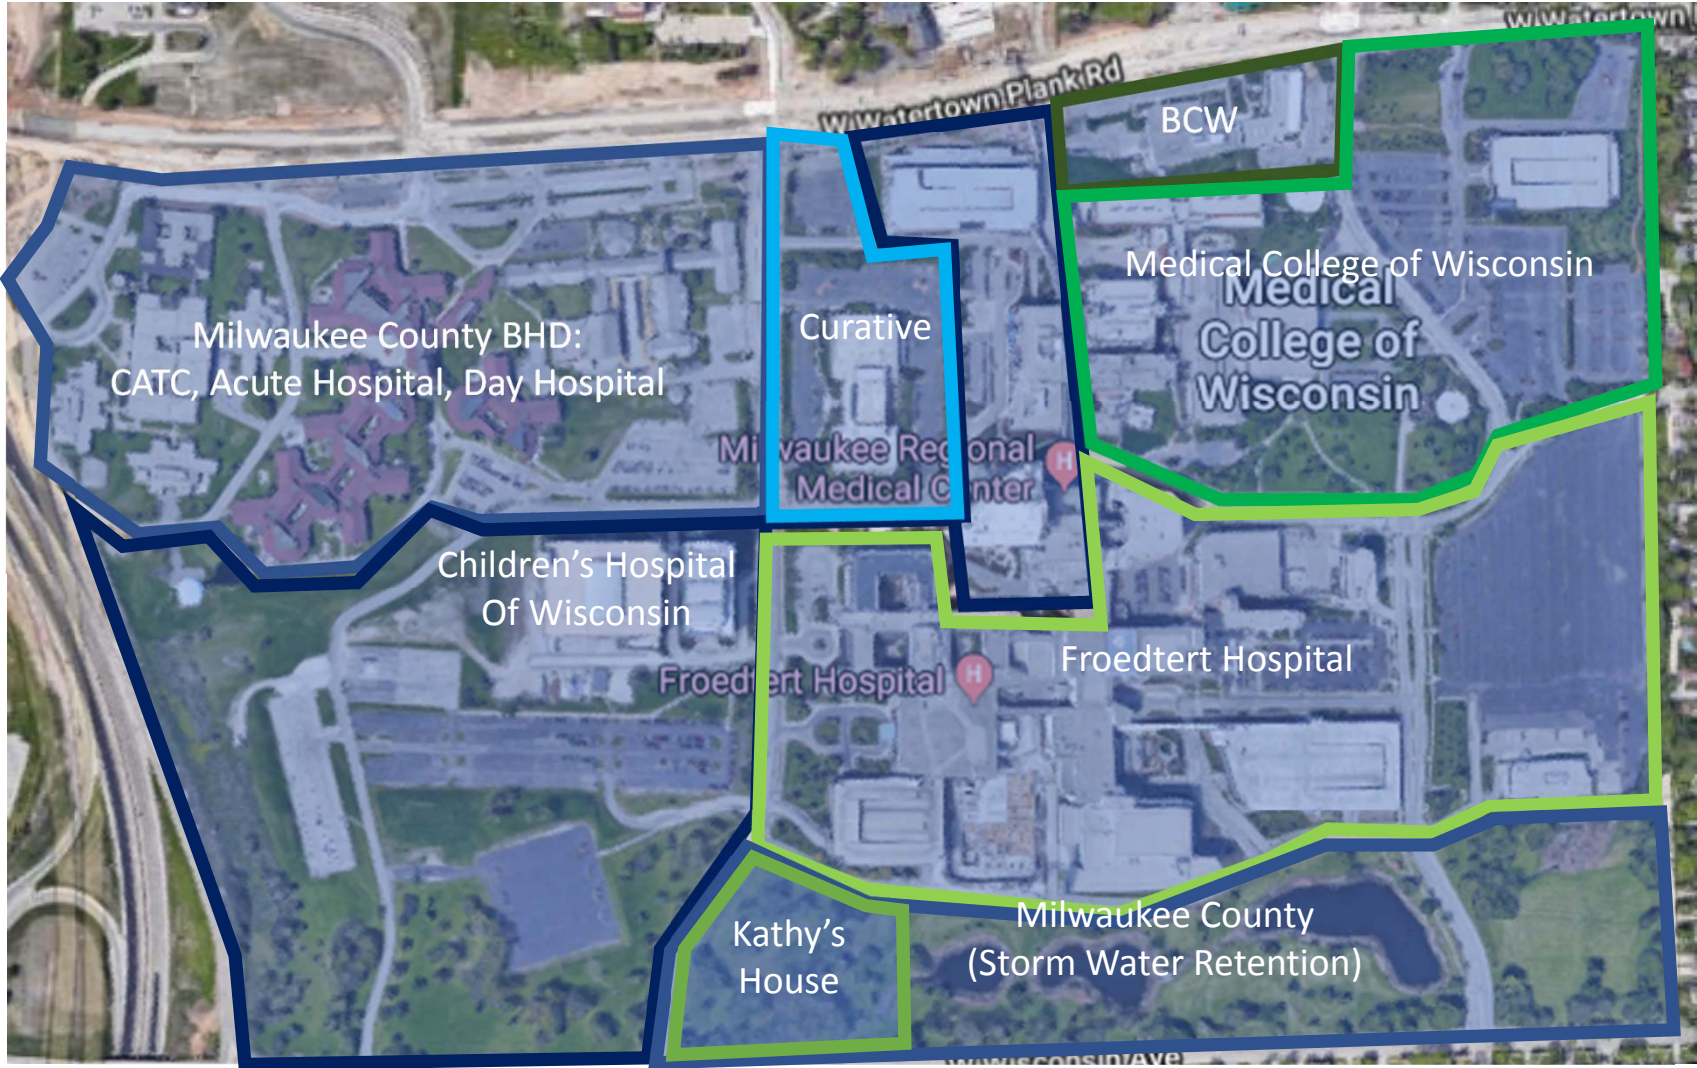 W Watertown
W Watertown Plank Rd
BCW
Medical College of Wisconsin
Medical
College of
Wisconsin
Milwaukee County BHD:
CATC, Acute Hospital, Day Hospital
Curative
Milwaukee Regional
Medical Center
Children's Hospital
Of Wisconsin
Froedtert Hospital
H
Froedtert Hospital
H
Kathy's
House
Milwaukee County
(Storm Water Retention)
W Wisconsin Ave